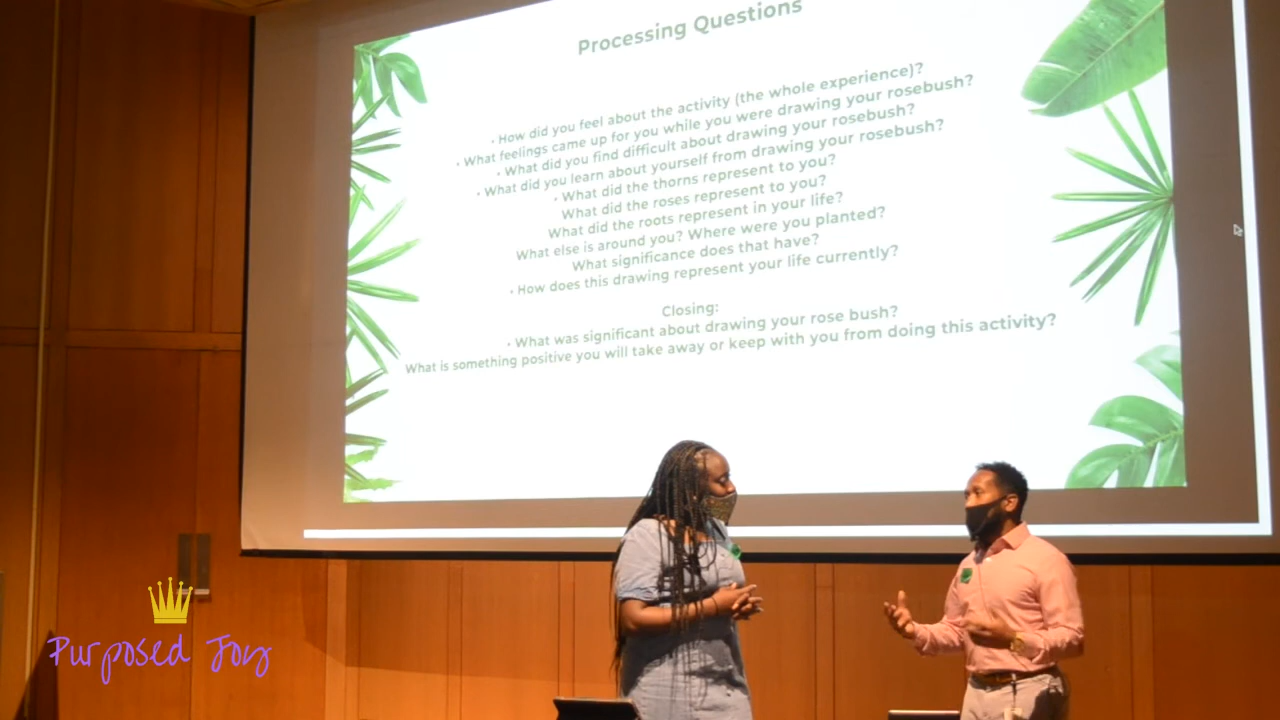 Processing Questions
• How did you feel about the activity (the whole experience)?
• What feelings came up for you while you were drawing your rosebush?
• What did you find difficult about drawing your rosebush?
• What did you learn about yourself from drawing your rosebush?
• What did the thorns represent to you?
What did the roses represent to you?
What did the roots represent in your life?
What else is around you? Where were you planted?
What significance does that have?
• How does this drawing represent your life currently?
Closing:
• What was significant about drawing your rose bush?
What is something positive you will take away or keep with you from doing this activity?
Purposed Joy